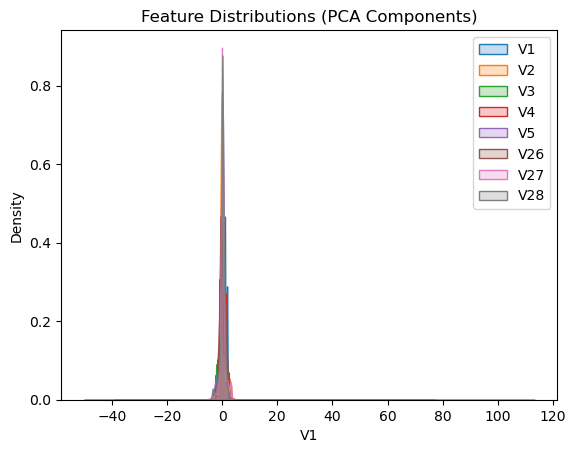 Feature Distributions (PCA Components)
Density
0.8
0.6
0.4
0.2
0.0
−40 −20 0 20 40 60 80 100 120
V1
V1
V2
V3
V4
V5
V26
V27
V28